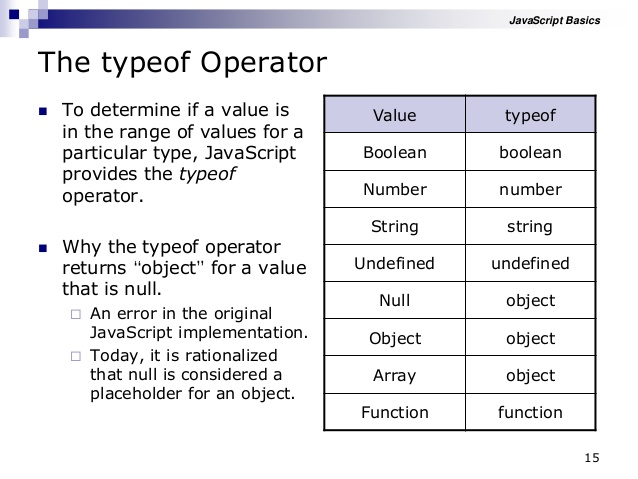 JavaScript Basics
The typeof Operator
■ To determine if a value is
in the range of values for a
particular type, JavaScript
provides the typeof
operator.
■ Why the typeof operator
returns “object” for a value
that is null.
□ An error in the original
JavaScript implementation.
□ Today, it is rationalized
that null is considered a
placeholder for an object.
Value typeof
Boolean boolean
Number number
String string
Undefined undefined
Null object
Object object
Array object
Function function
15